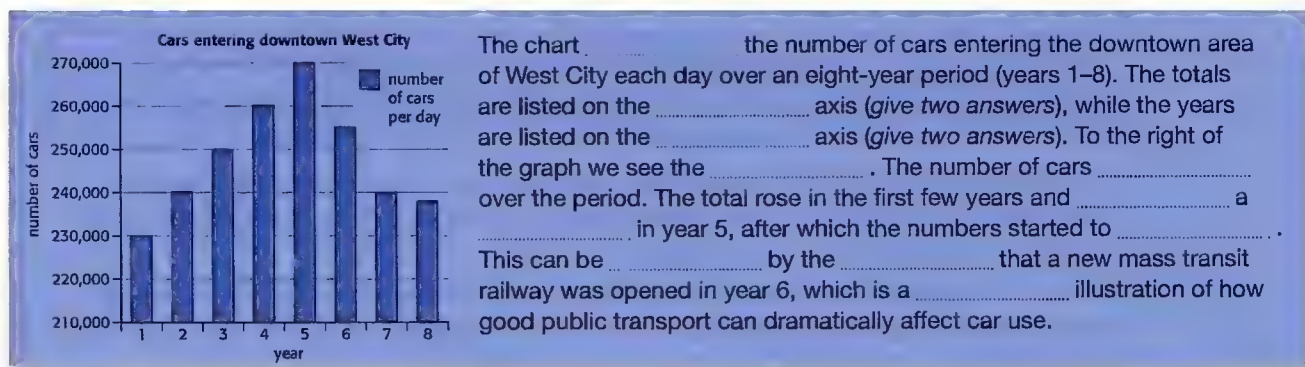 Cars entering downtown West City
270,000
260,000
250,000
240,000
230,000
220,000
210,000
number of cars
1 2 3 4 5 6 7 8
year
number
of cars
per day
The chart ............ the number of cars entering the downtown area
of West City each day over an eight-year period (years 1–8). The totals
are listed on the ............ axis (give two answers), while the years
are listed on the ............ axis (give two answers). To the right of
the graph we see the ............ . The number of cars ............
over the period. The total rose in the first few years and ............ a
............ in year 5, after which the numbers started to ............ .
This can be ............ by the ............ that a new mass transit
railway was opened in year 6, which is a ............ illustration of how
good public transport can dramatically affect car use.